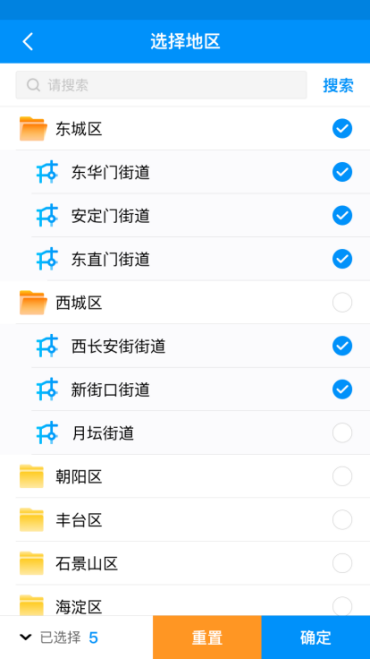 选择地区
请搜索 搜索
东城区
东华门街道
安定门街道
东直门街道
西城区
西长安街街道
新街口街道
月坛街道
朝阳区
丰台区
石景山区
海淀区
已选择 5 重置 确定